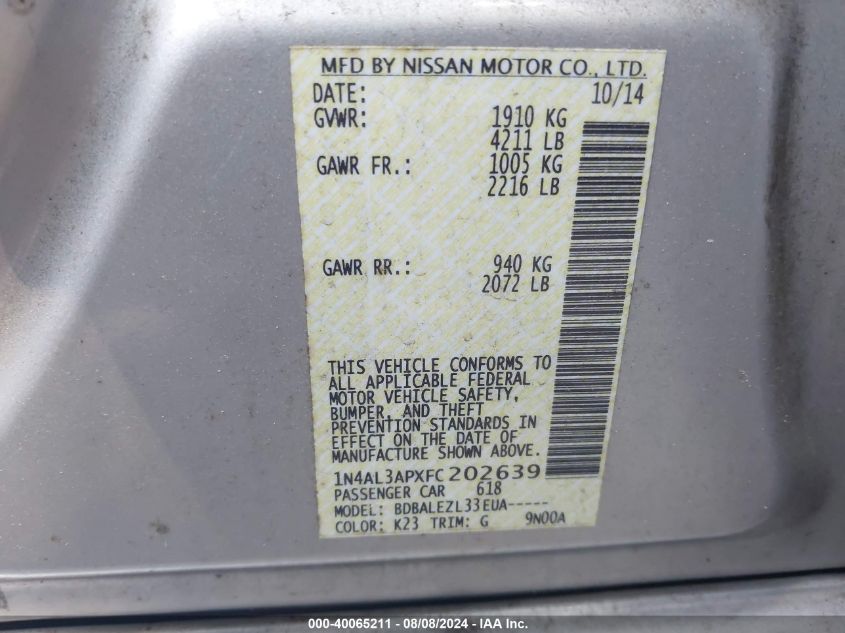 MFD BY NISSAN MOTOR CO., LTD.
DATE: 10/14
GVWR: 1910 KG
4211 LB
GAWR FR.: 1005 KG
2216 LB
GAWR RR.: 940 KG
2072 LB
THIS VEHICLE CONFORMS TO
ALL APPLICABLE FEDERAL
MOTOR VEHICLE SAFETY,
BUMPER, AND THEFT
PREVENTION STANDARDS IN
EFFECT ON THE DATE OF
MANUFACTURE SHOWN ABOVE.
1N4AL3APXFC202639
PASSENGER CAR 618
MODEL: BDBALEZL33EUA-----
COLOR: K23 TRIM: G 9N00A
000-40065211 - 08/08/2024 - IAA Inc.